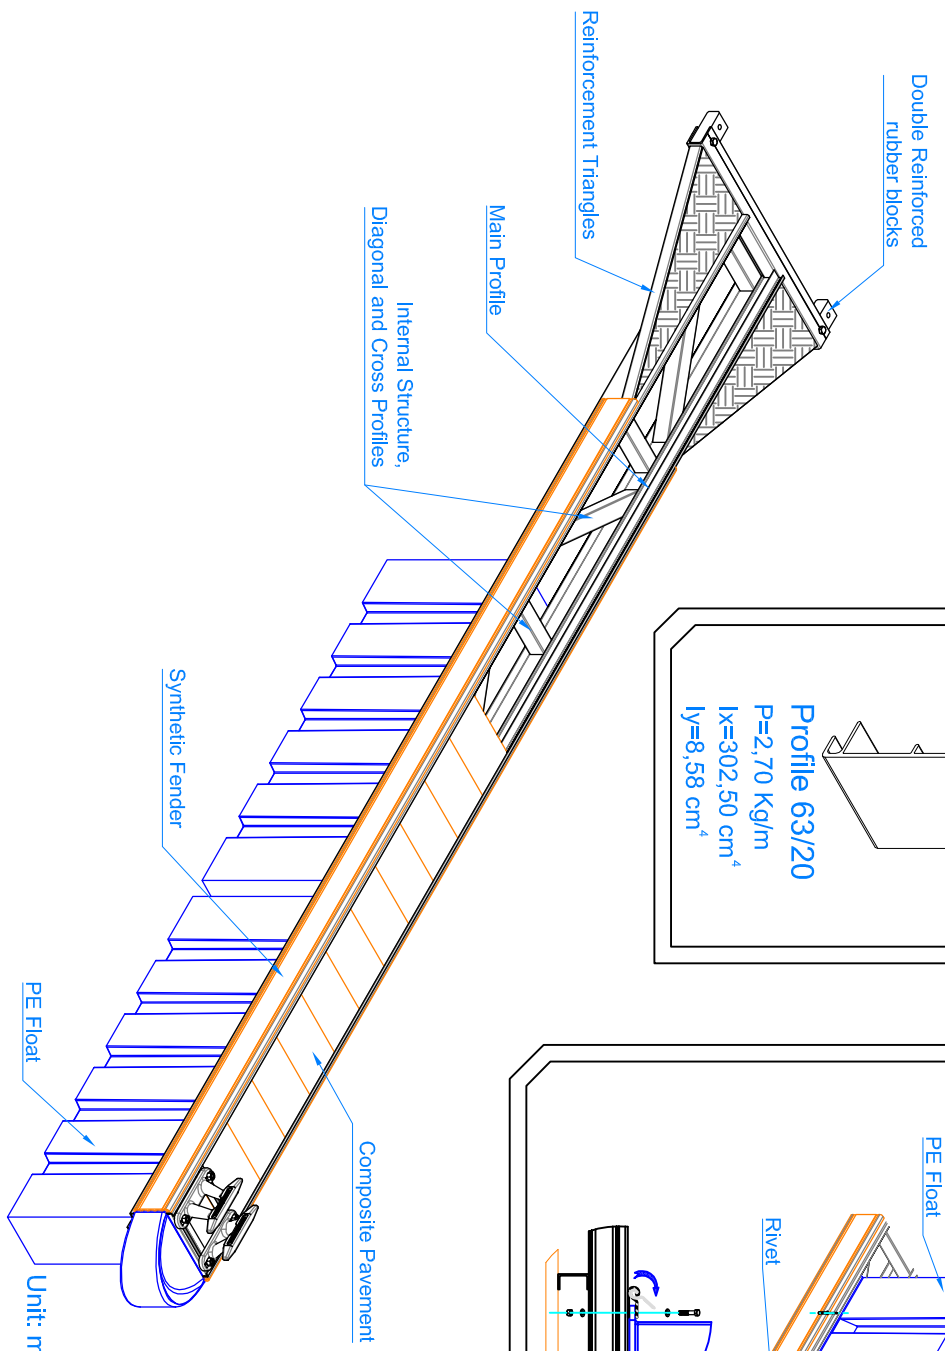 Double Reinforced
rubber blocks
Reinforcement Triangles
Main Profile
Internal Structure,
Diagonal and Cross Profiles
Profile 63/20
P=2,70 Kg/m
Ix=302,50 cm⁴
Iy=8,58 cm⁴
Synthetic Fender
PE Float
Composite Pavement
PE Float
Rivet
Unit: m